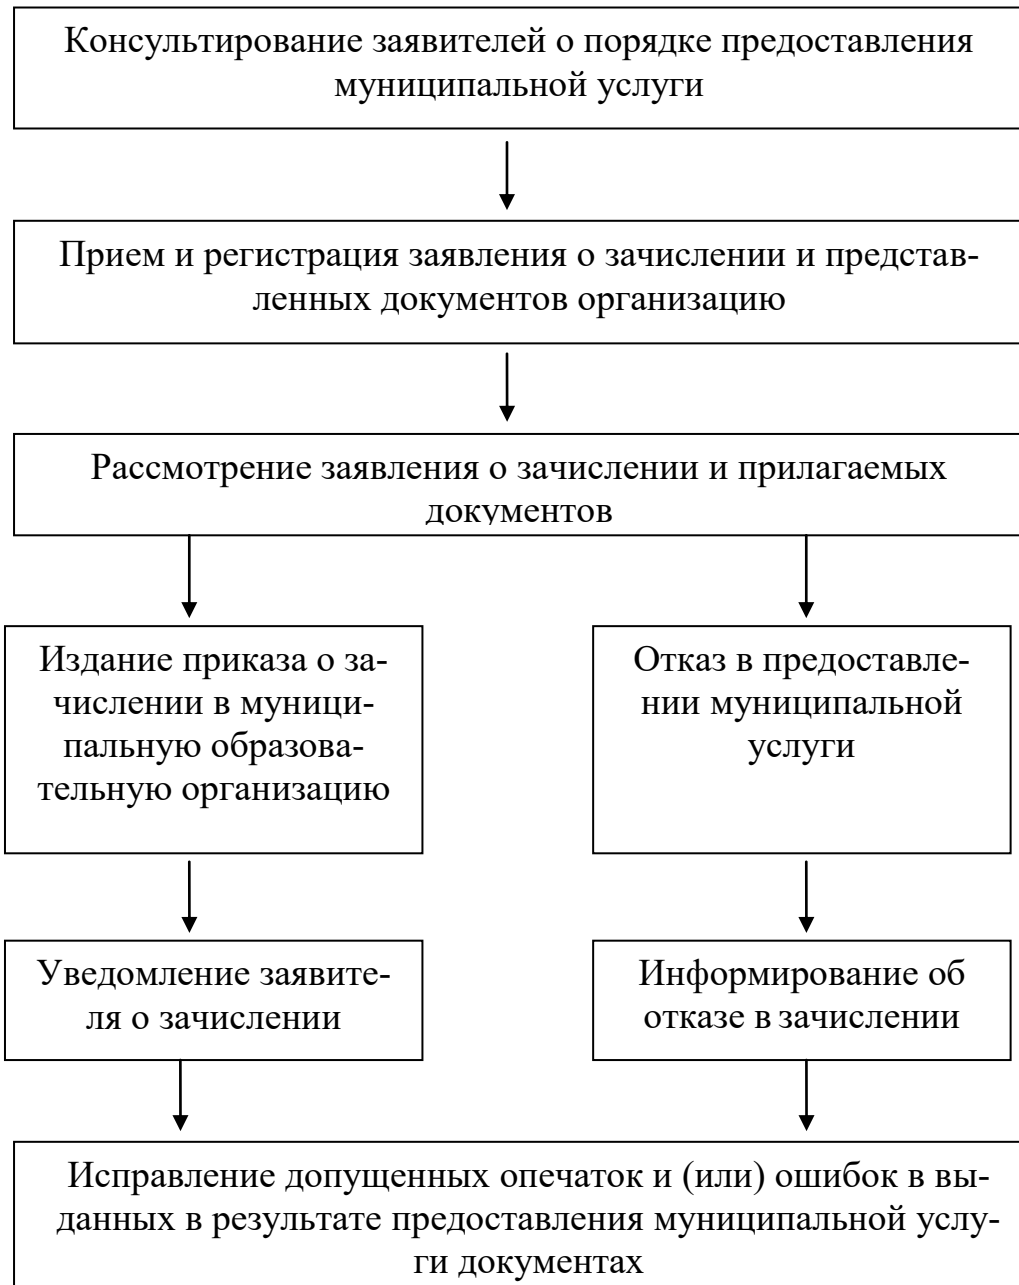 Консультирование заявителей о порядке предоставления
муниципальной услуги
Прием и регистрация заявления о зачислении и представ-
ленных документов организацию
Рассмотрение заявления о зачислении и прилагаемых
документов
Издание приказа о за-
числении в муници-
пальную образова-
тельную организацию
Отказ в предоставле-
нии муниципальной
услуги
Уведомление заявите-
ля о зачислении
Информирование об
отказе в зачислении
Исправление допущенных опечаток и (или) ошибок в вы-
данных в результате предоставления муниципальной услу-
ги документах